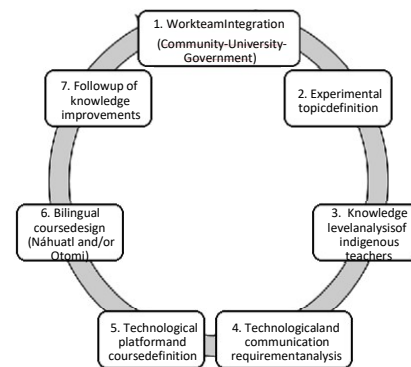 1. WorkteamIntegration
(Community-University-
Government)
2. Experimental
topicdefinition
3. Knowledge
levelanalysisof
indigenous
teachers
4. Technologicaland
communication
requirementanalysis
5. Technological
platformand
coursedefinition
6. Bilingual
coursedesign
(Náhuatl and/or
Otomi)
7. Followup of
knowledge
improvements